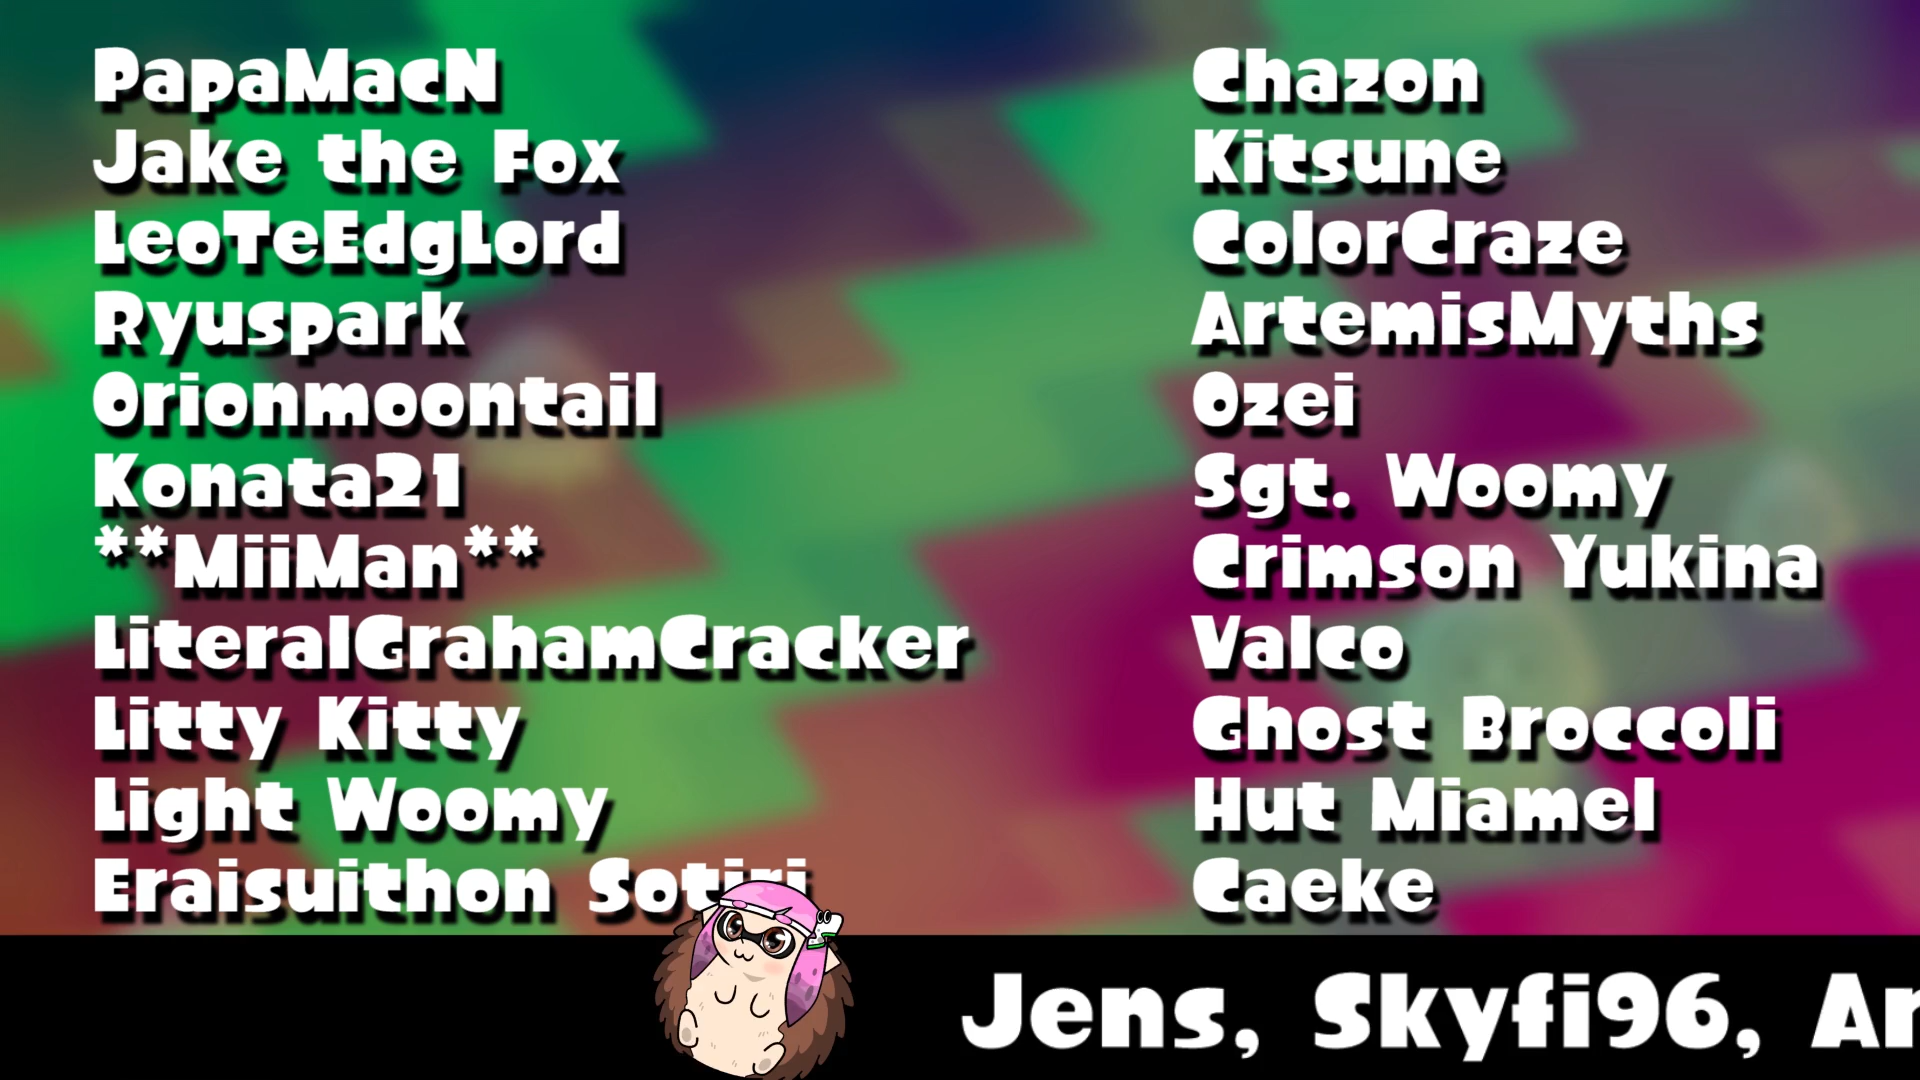 PapaMacN
Jake the Fox
LeoTeEdgLord
Ryuspark
Orionmoontail
Konata21
**MiiMan**
LiteralGrahamCracker
Litty Kitty
Light Woomy
Eraisuithon Sotiri
Chazon
Kitsune
ColorCraze
ArtemisMyths
Ozei
Sgt. Woomy
Crimson Yukina
Valco
Ghost Broccoli
Hut Miamel
Caeke
Jens, Skyfi96,